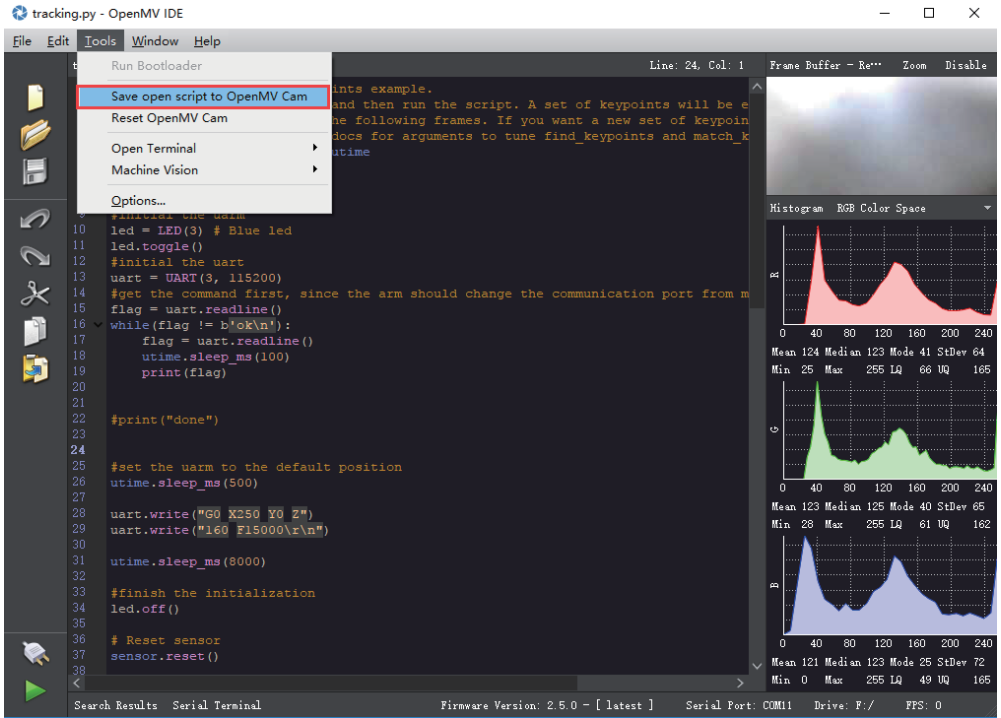 tracking.py - OpenMV IDE
File Edit Tools Window Help
Run Bootloader
Save open script to OpenMV Cam
Reset OpenMV Cam
Open Terminal
Machine Vision
Options...
Line: 24, Col: 1
ints example.
and then run the script. A set of keypoints will be e
he following frames. If you want a new set of keypoin
docs for arguments to tune find_keypoints and match_k
utime
9 #initial the uarm
10 led = LED(3) # Blue led
11 led.toggle()
12 #initial the uart
13 uart = UART(3, 115200)
14 #get the command first, since the arm should change the communication port from m
15 flag = uart.readline()
16 while(flag != b'ok\n'):
17 flag = uart.readline()
18 utime.sleep_ms(100)
19 print(flag)
20
21
22 #print("done")
23
24
25 #set the uarm to the default position
26 utime.sleep_ms(500)
27
28 uart.write("G0 X250 Y0 Z")
29 uart.write("160 F15000\r\n")
30
31 utime.sleep_ms(8000)
32
33 #finish the initialization
34 led.off()
35
36 # Reset sensor
37 sensor.reset()
38
Frame Buffer - Re... Zoom Disable
Histogram RGB Color Space
R
0 40 80 120 160 200 240
Mean 124 Median 123 Mode 41 StDev 64
Min 25 Max 255 LQ 66 UQ 165
G
0 40 80 120 160 200 240
Mean 123 Median 125 Mode 40 StDev 65
Min 28 Max 255 LQ 61 UQ 162
B
0 40 80 120 160 200 240
Mean 121 Median 123 Mode 25 StDev 72
Min 0 Max 255 LQ 49 UQ 165
Search Results Serial Terminal Firmware Version: 2.5.0 - [ latest ] Serial Port: COM11 Drive: F:/ FPS: 0